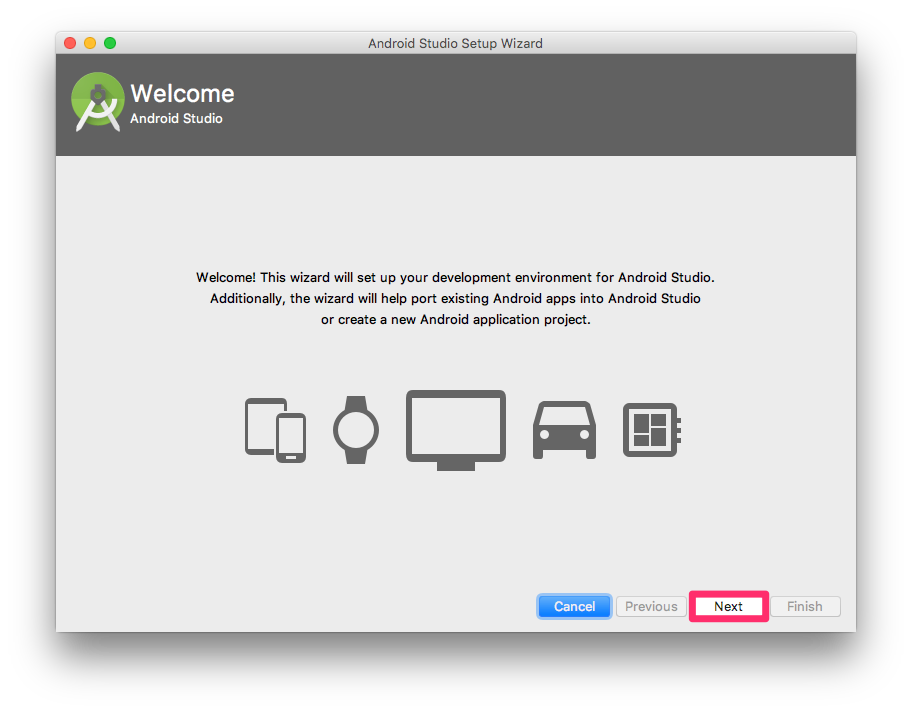 Android Studio Setup Wizard
Welcome
Android Studio
Welcome! This wizard will set up your development environment for Android Studio.
Additionally, the wizard will help port existing Android apps into Android Studio
or create a new Android application project.
Cancel Previous Next Finish